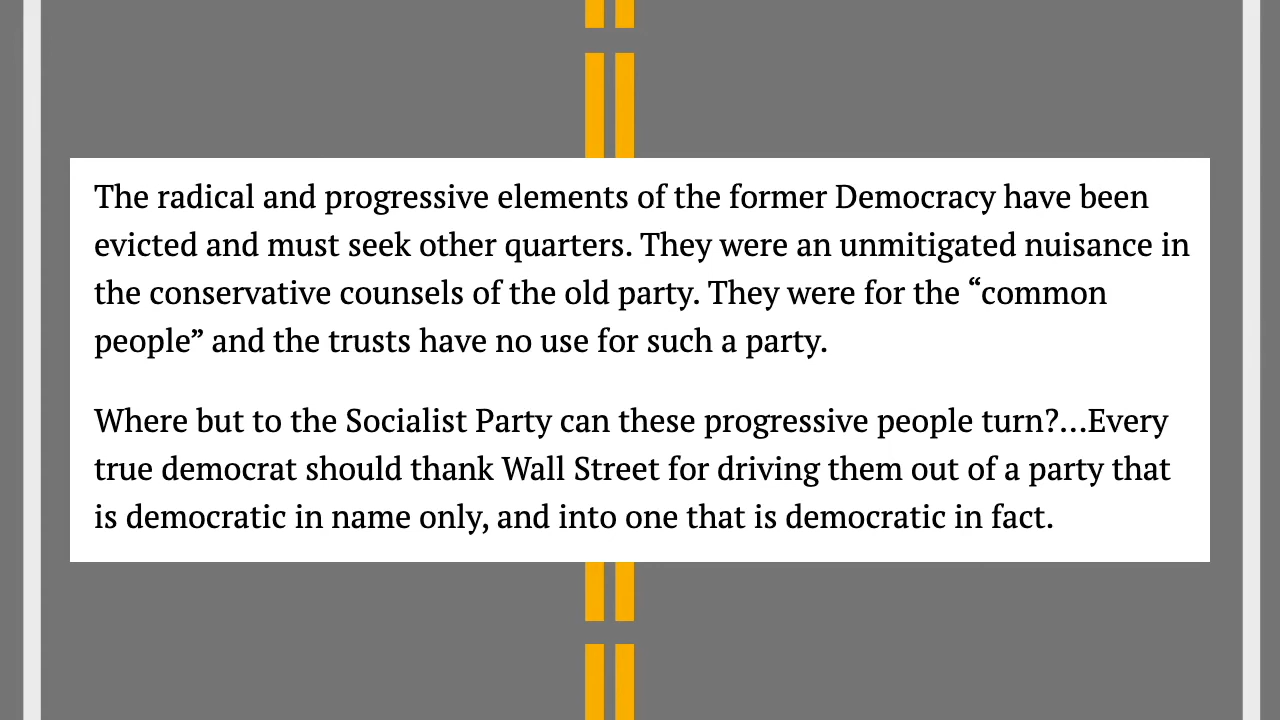 The radical and progressive elements of the former Democracy have been
evicted and must seek other quarters. They were an unmitigated nuisance in
the conservative counsels of the old party. They were for the “common
people” and the trusts have no use for such a party.
Where but to the Socialist Party can these progressive people turn?…Every
true democrat should thank Wall Street for driving them out of a party that
is democratic in name only, and into one that is democratic in fact.